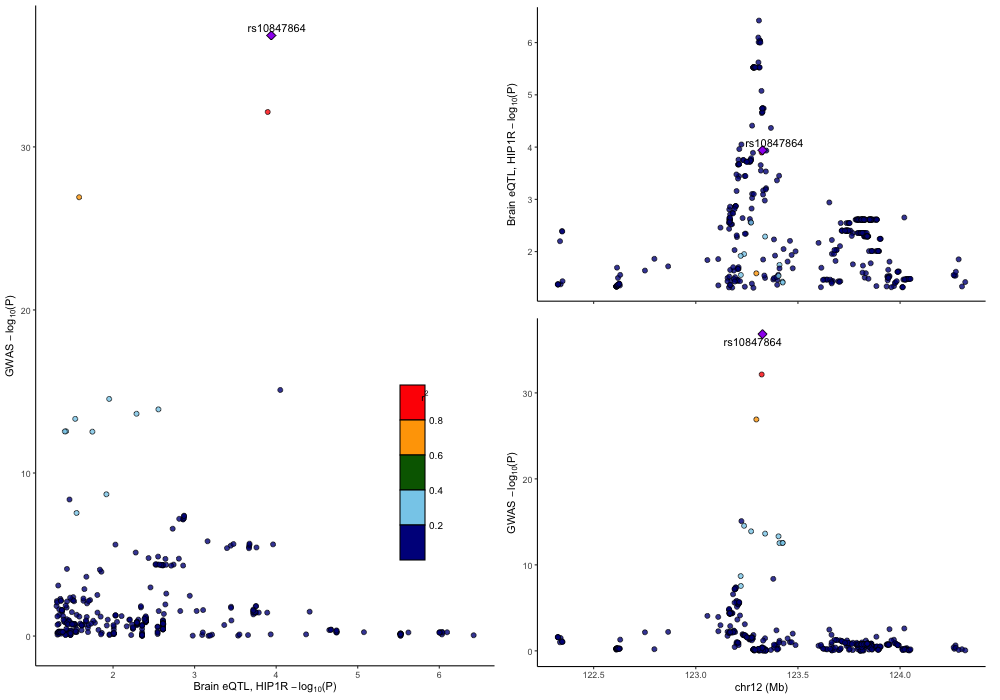 rs10847864
GWAS −log10(P)
30
20
10
0
2
3
4
5
6
Brain eQTL, HIP1R −log10(P)
r2
0.8
0.6
0.4
0.2
Brain eQTL, HIP1R −log10(P)
6
5
4
3
2
rs10847864
GWAS −log10(P)
30
20
10
0
rs10847864
122.5
123.0
123.5
124.0
chr12 (Mb)